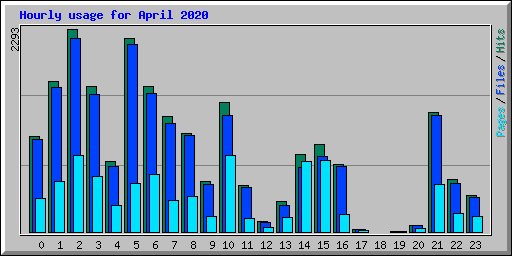 Hourly usage for April 2020
2293
Pages/Files/Hits
0 1 2 3 4 5 6 7 8 9 10 11 12 13 14 15 16 17 18 19 20 21 22 23